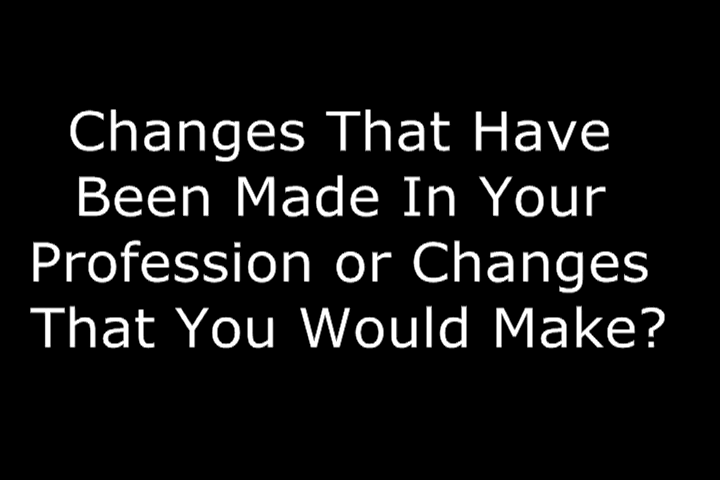 Changes That Have
Been Made In Your
Profession or Changes
That You Would Make?